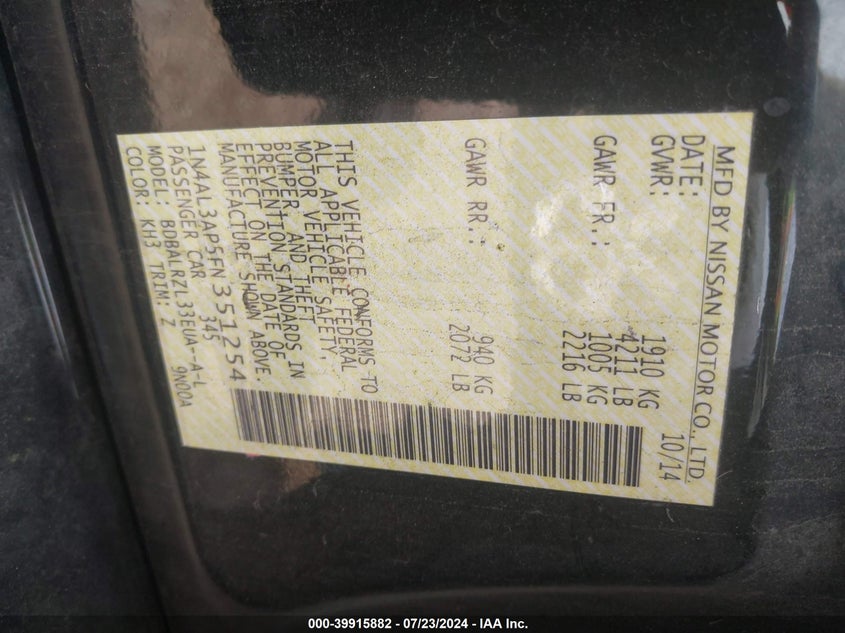 MFD BY NISSAN MOTOR CO., LTD.
DATE: 10/14
GVWR: 1910 KG
4211 LB
GAWR FR.: 1005 KG
2216 LB
GAWR RR.: 940 KG
2072 LB
THIS VEHICLE CONFORMS TO
ALL APPLICABLE FEDERAL
MOTOR VEHICLE SAFETY
BUMPER, AND THEFT
PREVENTION STANDARDS IN
EFFECT ON THE DATE OF
MANUFACTURE SHOWN ABOVE.
1N4AL3AP5FN351254
PASSENGER CAR 345
MODEL: BDBALRZL33EUA-A-L
COLOR: KH3 TRIM: Z 9N00A
000-39915882 - 07/23/2024 - IAA Inc.